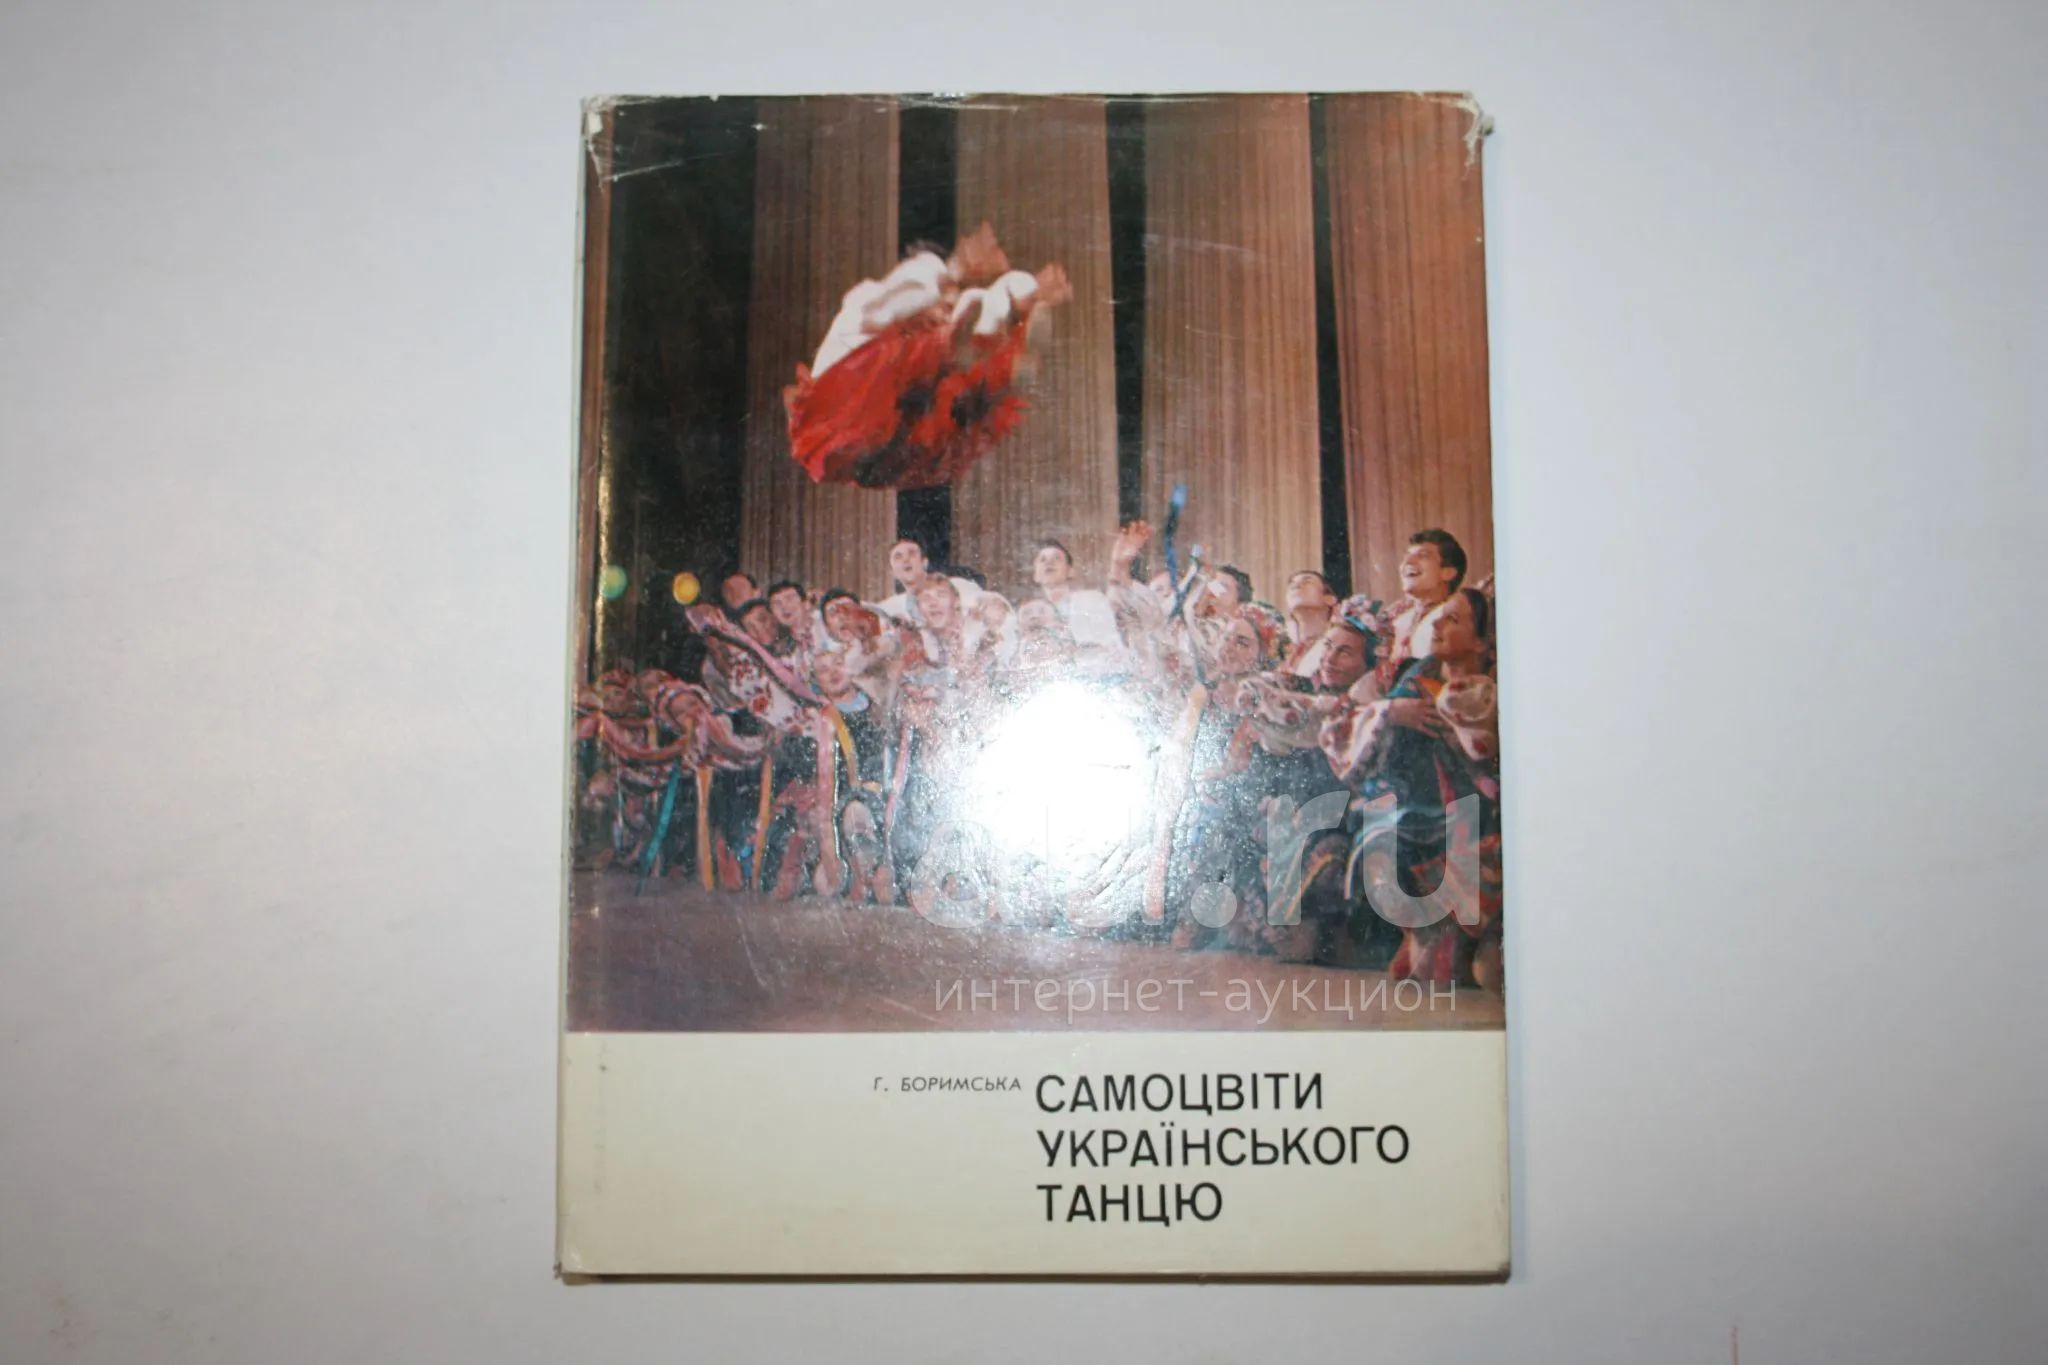 au.ru
интернет-аукцион
Г. БОРИМСЬКА
САМОЦВІТИ
УКРАЇНСЬКОГО
ТАНЦЮ